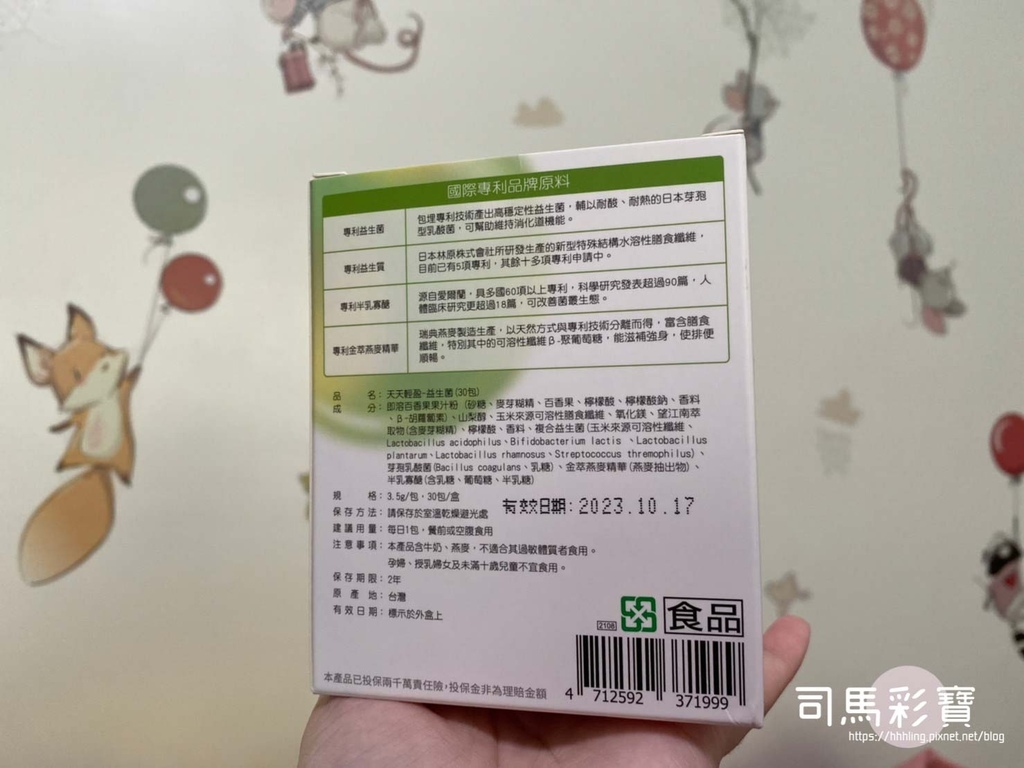 國際專利品牌原料
專利益生菌
包埋專利技術產出高穩定性益生菌，輔以耐酸、耐熱的日本芽孢
型乳酸菌，可幫助維持消化道機能。
專利益生質
日本林原株式會社所研發生產的新型特殊結構水溶性膳食纖維，
目前已有5項專利，其餘十多項專利申請中。
專利半乳寡醣
源自愛爾蘭，具多國60項以上專利，科學研究發表超過90篇，人
體臨床研究更超過18篇，可改善菌叢生態。
專利金萃燕麥精華
瑞典燕麥製造生產，以天然方式與專利技術分離而得，富含膳食
纖維，特別其中的可溶性纖維β-聚葡萄糖，能滋補強身，使排便
順暢。
品　　名：天天輕盈-益生菌(30包)
成　　分：即溶百香果果汁粉（砂糖、麥芽糊精、百香果、檸檬酸、檸檬酸鈉、香料
、β-胡蘿蔔素)、山梨醇、玉米來源可溶性膳食纖維、氧化鎂、望江南萃
取物(含麥芽糊精)、檸檬酸、香料、複合益生菌(玉米來源可溶性纖維、
Lactobacillus acidophilus、Bifidobacterium lactis 、Lactobacillus
plantarum、Lactobacillus rhamnosus、Streptococcus thremophilus)、
芽孢乳酸菌(Bacillus coagulans、乳糖)、金萃燕麥精華(燕麥抽出物)、
半乳寡醣(含乳糖、葡萄糖、半乳糖)
規　　格：3.5g/包，30包/盒
保存方法：請保存於室溫乾燥避光處
有效日期: 2023.10.17
建議用量：每日1包，餐前或空腹食用
注意事項：本產品含牛奶、燕麥，不適合其過敏體質者食用。
孕婦、授乳婦女及未滿十歲兒童不宜食用。
保存期限：2年
原 產 地：台灣
有效日期：標示於外盒上
2108
食品
本產品已投保兩千萬責任險，投保金非為理賠金額
4 712592 371999
司馬彩寶
https://hhhling.pixnet.net/blog